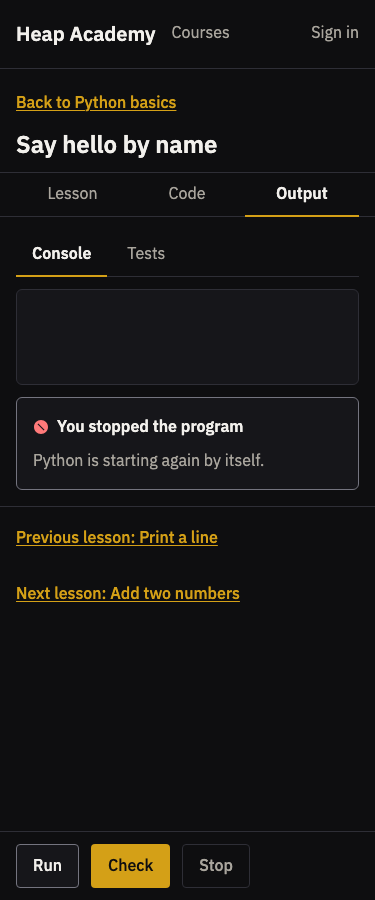 Heap Academy Courses Sign in
Back to Python basics
Say hello by name
Lesson Code Output
Console Tests
You stopped the program
Python is starting again by itself.
Previous lesson: Print a line
Next lesson: Add two numbers
Run Check Stop